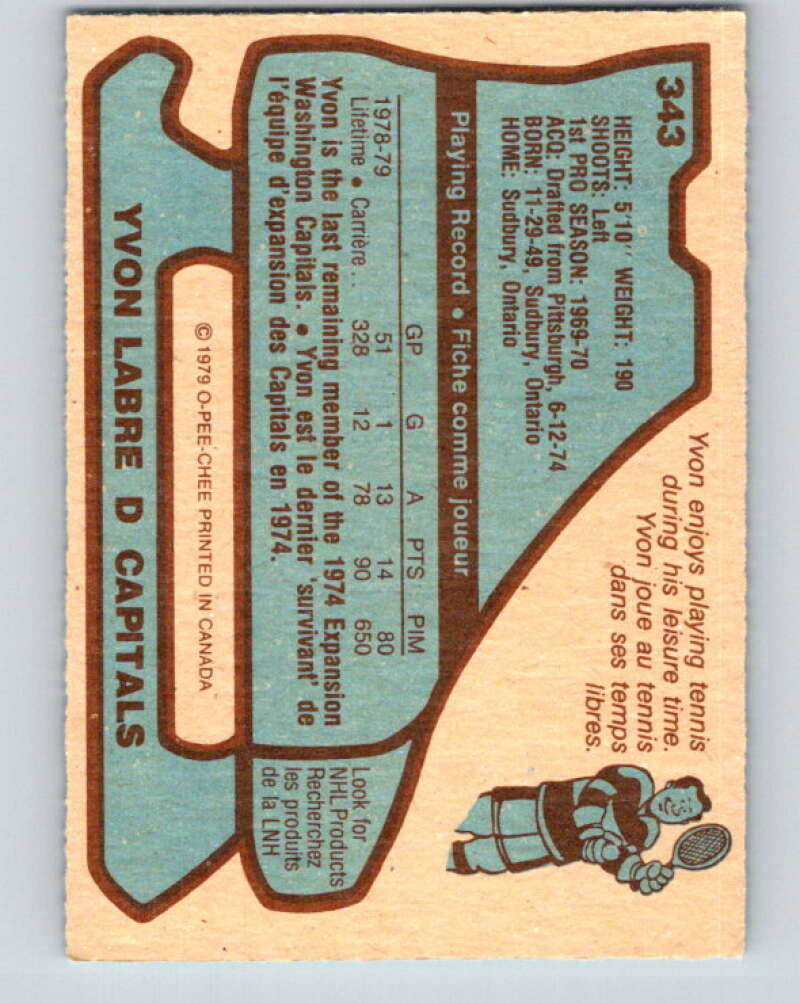 343
HEIGHT: 5'10" WEIGHT: 190
SHOOTS: Left
1st PRO SEASON: 1969-70
ACQ: Drafted from Pittsburgh, 6-12-74
BORN: 11-29-49, Sudbury, Ontario
HOME: Sudbury, Ontario
Yvon enjoys playing tennis
during his leisure time.
Yvon joue au tennis
dans ses temps
libres.
Playing Record • Fiche comme joueur
GP G A PTS PIM
1978-79 51 1 13 14 80
Lifetime • Carrière .. 328 12 78 90 650
Yvon is the last remaining member of the 1974 Expansion
Washington Capitals. • Yvon est le dernier 'survivant' de
l'équipe d'expansion des Capitals en 1974.
Look for
NHL Products
Recherchez
les produits
de la LNH
© 1979 O-PEE-CHEE PRINTED IN CANADA
YVON LABRE D CAPITALS